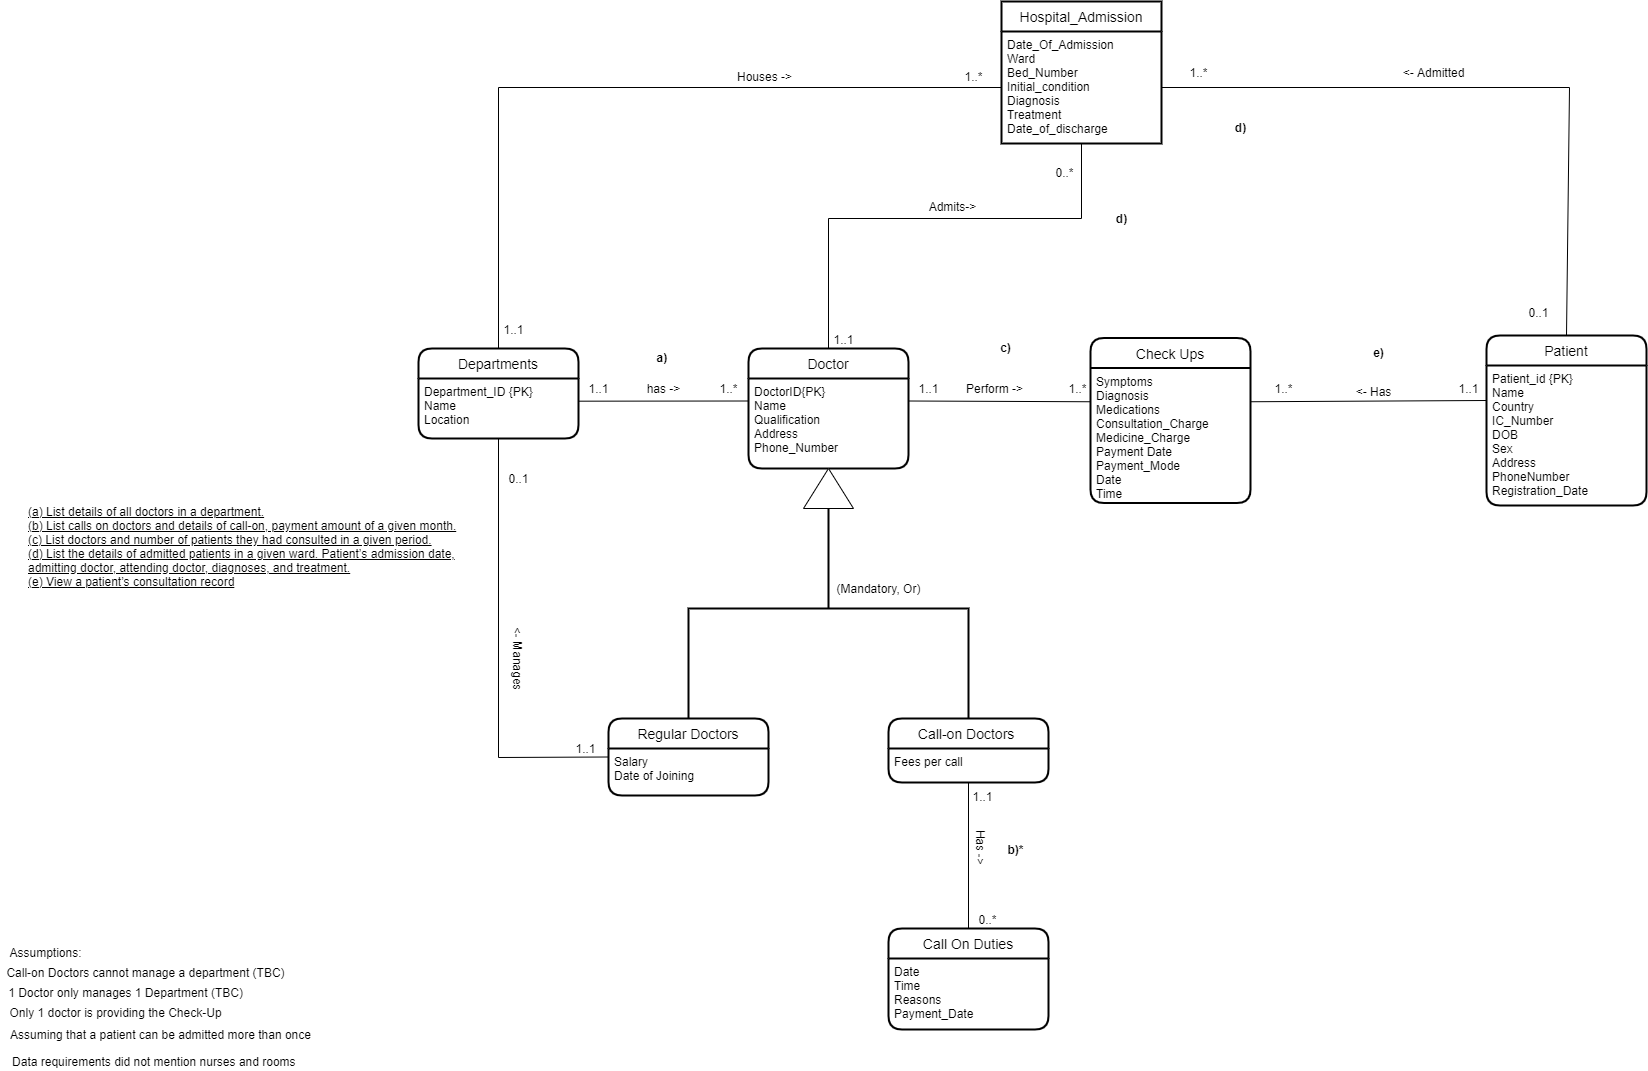 Hospital_Admission
Date_Of_Admission
Ward
Bed_Number
Initial_condition
Diagnosis
Treatment
Date_of_discharge
Houses ->
1..*
1..*
<- Admitted
d)
0..*
Admits->
d)
1..1
1..1
0..1
Departments
Department_ID {PK}
Name
Location
a)
1..1
has ->
1..*
Doctor
DoctorID{PK}
Name
Qualification
Address
Phone_Number
c)
1..1
Perform ->
1..*
Check Ups
Symptoms
Diagnosis
Medications
Consultation_Charge
Medicine_Charge
Payment Date
Payment_Mode
Date
Time
e)
1..*
<- Has
1..1
Patient
Patient_id {PK}
Name
Country
IC_Number
DOB
Sex
Address
PhoneNumber
Registration_Date
0..1
(a) List details of all doctors in a department.
(b) List calls on doctors and details of call-on, payment amount of a given month.
(c) List doctors and number of patients they had consulted in a given period.
(d) List the details of admitted patients in a given ward. Patient's admission date,
admitting doctor, attending doctor, diagnoses, and treatment.
(e) View a patient's consultation record
(Mandatory, Or)
<- Manages
1..1
Regular Doctors
Salary
Date of Joining
Call-on Doctors
Fees per call
1..1
Has ->
b)*
0..*
Call On Duties
Date
Time
Reasons
Payment_Date
Assumptions:
Call-on Doctors cannot manage a department (TBC)
1 Doctor only manages 1 Department (TBC)
Only 1 doctor is providing the Check-Up
Assuming that a patient can be admitted more than once
Data requirements did not mention nurses and rooms